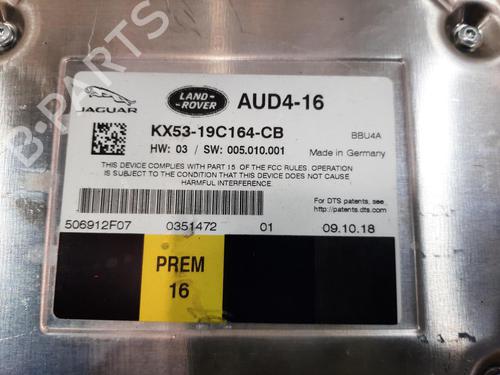 B-PARTS
JAGUAR
LAND-
ROVER
AUD4-16
KX53-19C164-CB
BBU4A
HW: 03 / SW: 005.010.001
Made in Germany
THIS DEVICE COMPLIES WITH PART 15 OF THE FCC RULES. OPERATION
IS SUBJECT TO THE CONDITION THAT THIS DEVICE DOES NOT CAUSE
HARMFUL INTERFERENCE.
For DTS patents, see
http://patents.dts.com.
506912F07 0351472 01 09.10.18
PREM
16